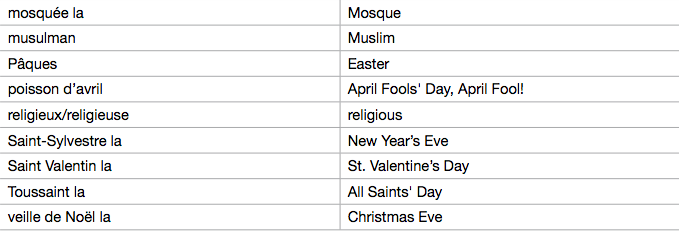 mosquée la Mosque
musulman Muslim
Pâques Easter
poisson d’avril April Fools' Day, April Fool!
religieux/religieuse religious
Saint-Sylvestre la New Year’s Eve
Saint Valentin la St. Valentine’s Day
Toussaint la All Saints' Day
veille de Noël la Christmas Eve